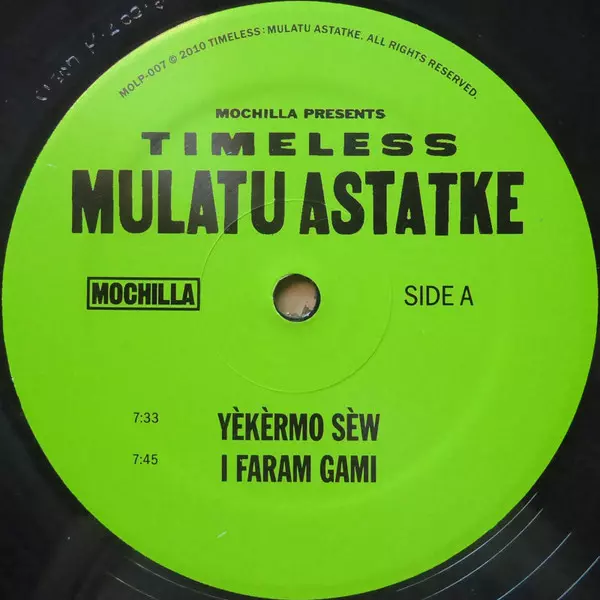 MOLP-007 © 2010 TIMELESS: MULATU ASTATKE. ALL RIGHTS RESERVED.
MOCHILLA PRESENTS
TIMELESS
MULATU ASTATKE
MOCHILLA
SIDE A
7:33 YÈKÈRMO SÈW
7:45 I FARAM GAMI